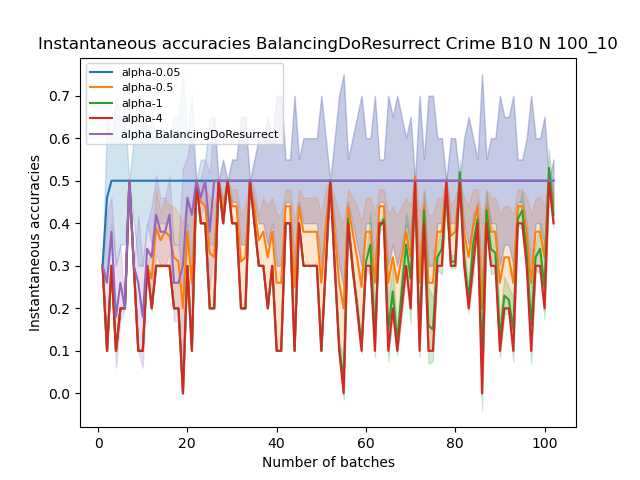 Instantaneous accuracies BalancingDoResurrect Crime B10 N 100_10
alpha-0.05
alpha-0.5
alpha-1
alpha-4
alpha BalancingDoResurrect
Instantaneous accuracies
0.7
0.6
0.5
0.4
0.3
0.2
0.1
0.0
0 20 40 60 80 100
Number of batches